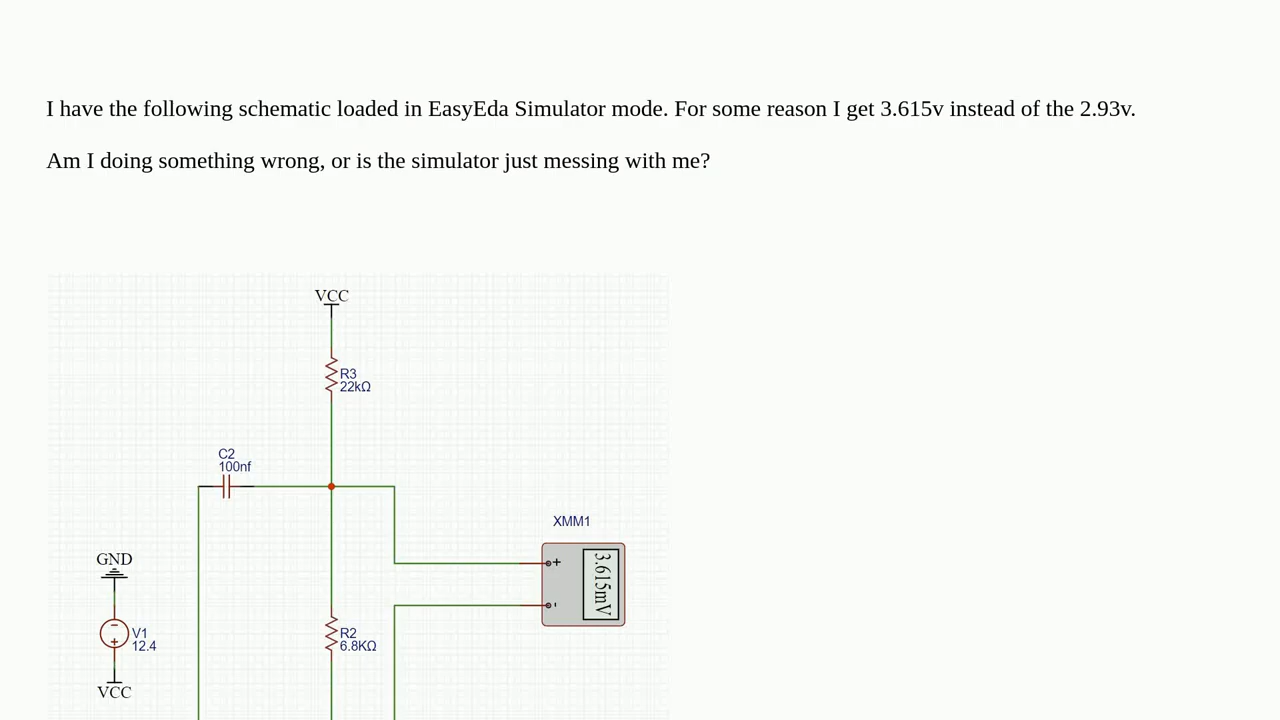 I have the following schematic loaded in EasyEda Simulator mode. For some reason I get 3.615v instead of the 2.93v.
Am I doing something wrong, or is the simulator just messing with me?
VCC
R3
22kΩ
C2
100nf
XMM1
+
3.615mV
-
GND
-
+
V1
12.4
VCC
R2
6.8KΩ